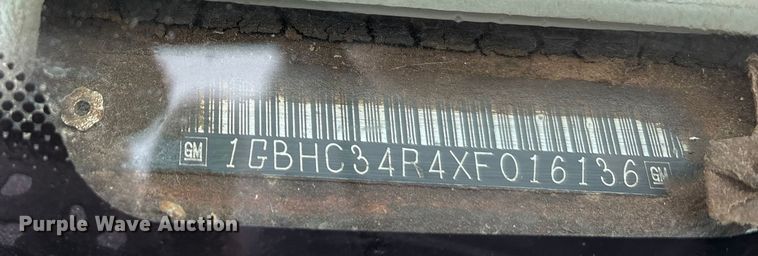 GM 1GBHC34R4XF016136 GM
Purple Wave Auction